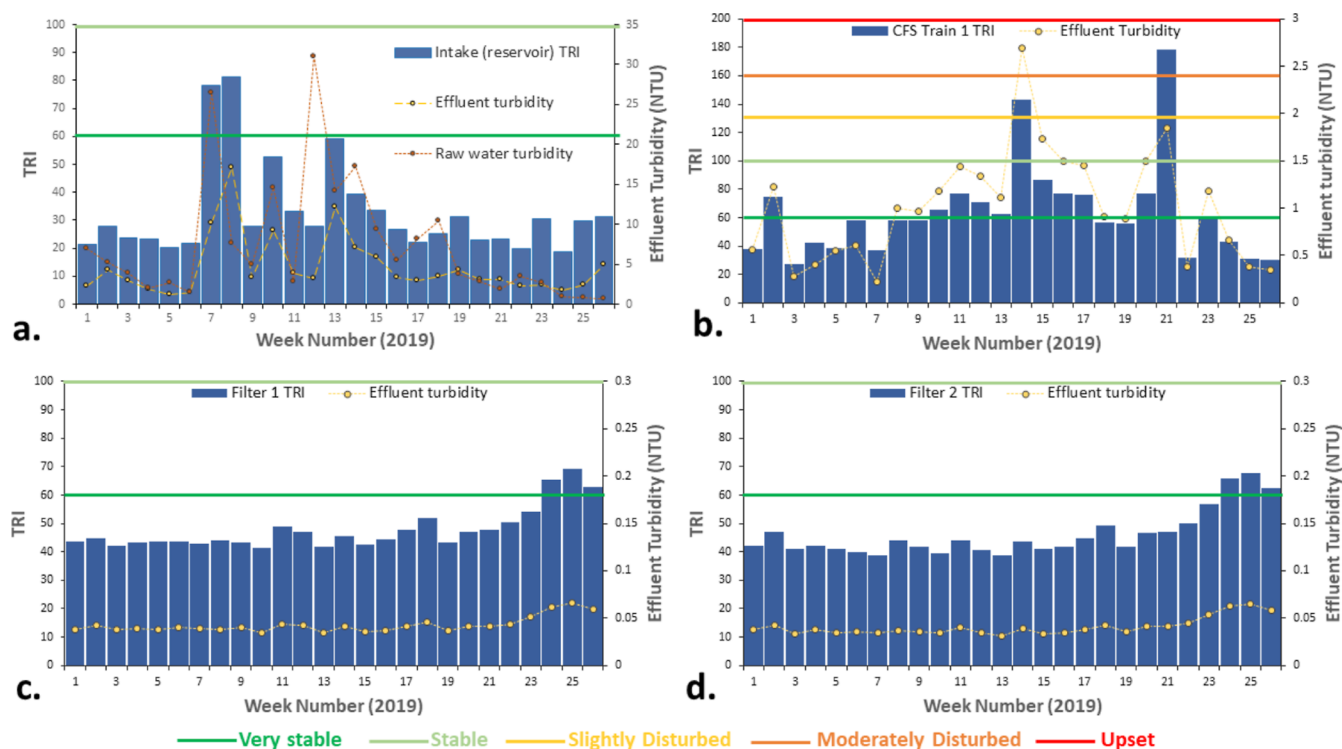 100
90
80
70
60
50
40
30
20
10
0
TRI
Intake (reservoir) TRI
Effluent turbidity
Raw water turbidity
35
30
25
20
15
10
5
0
Effluent turbidity (NTU)
1 3 5 7 9 11 13 15 17 19 21 23 25
Week Number (2019)
a.
200
180
160
140
120
100
80
60
40
20
0
TRI
CFS Train 1 TRI Effluent Turbidity
3
2.5
2
1.5
1
0.5
0
Effluent Turbidity (NTU)
1 3 5 7 9 11 13 15 17 19 21 23 25
Week Number (2019)
b.
100
90
80
70
60
50
40
30
20
10
0
TRI
Filter 1 TRI Effluent turbidity
0.3
0.25
0.2
0.15
0.1
0.05
0
Effluent Turbidity (NTU)
1 3 5 7 9 11 13 15 17 19 21 23 25
Week Number (2019)
c.
100
90
80
70
60
50
40
30
20
10
0
TRI
Filter 2 TRI Effluent turbidity
0.3
0.25
0.2
0.15
0.1
0.05
0
Effluent Turbidity (NTU)
1 3 5 7 9 11 13 15 17 19 21 23 25
Week Number (2019)
d.
Very stable Stable Slightly Disturbed Moderately Disturbed Upset